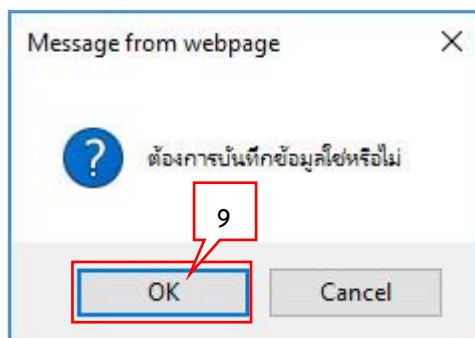 Message from webpage
ต้องการบันทึกข้อมูลใช่หรือไม่
9
OK
Cancel